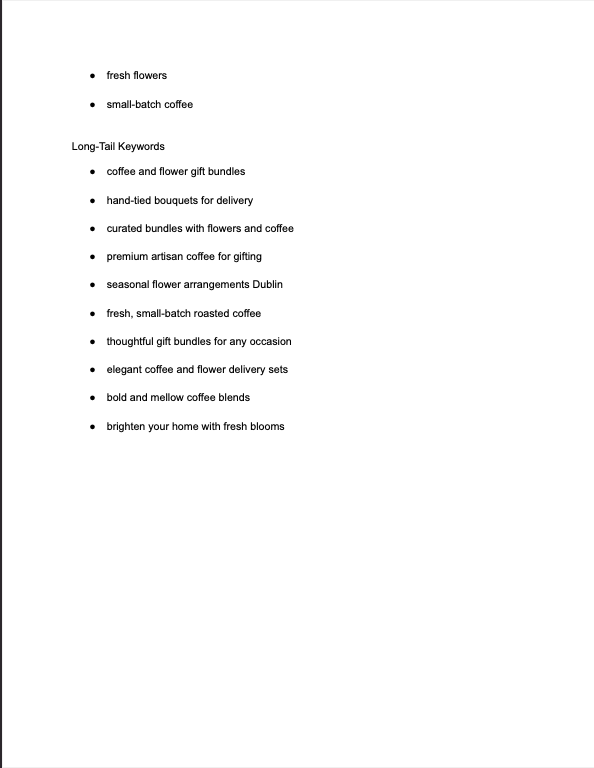 ● fresh flowers
● small-batch coffee
Long-Tail Keywords
● coffee and flower gift bundles
● hand-tied bouquets for delivery
● curated bundles with flowers and coffee
● premium artisan coffee for gifting
● seasonal flower arrangements Dublin
● fresh, small-batch roasted coffee
● thoughtful gift bundles for any occasion
● elegant coffee and flower delivery sets
● bold and mellow coffee blends
● brighten your home with fresh blooms